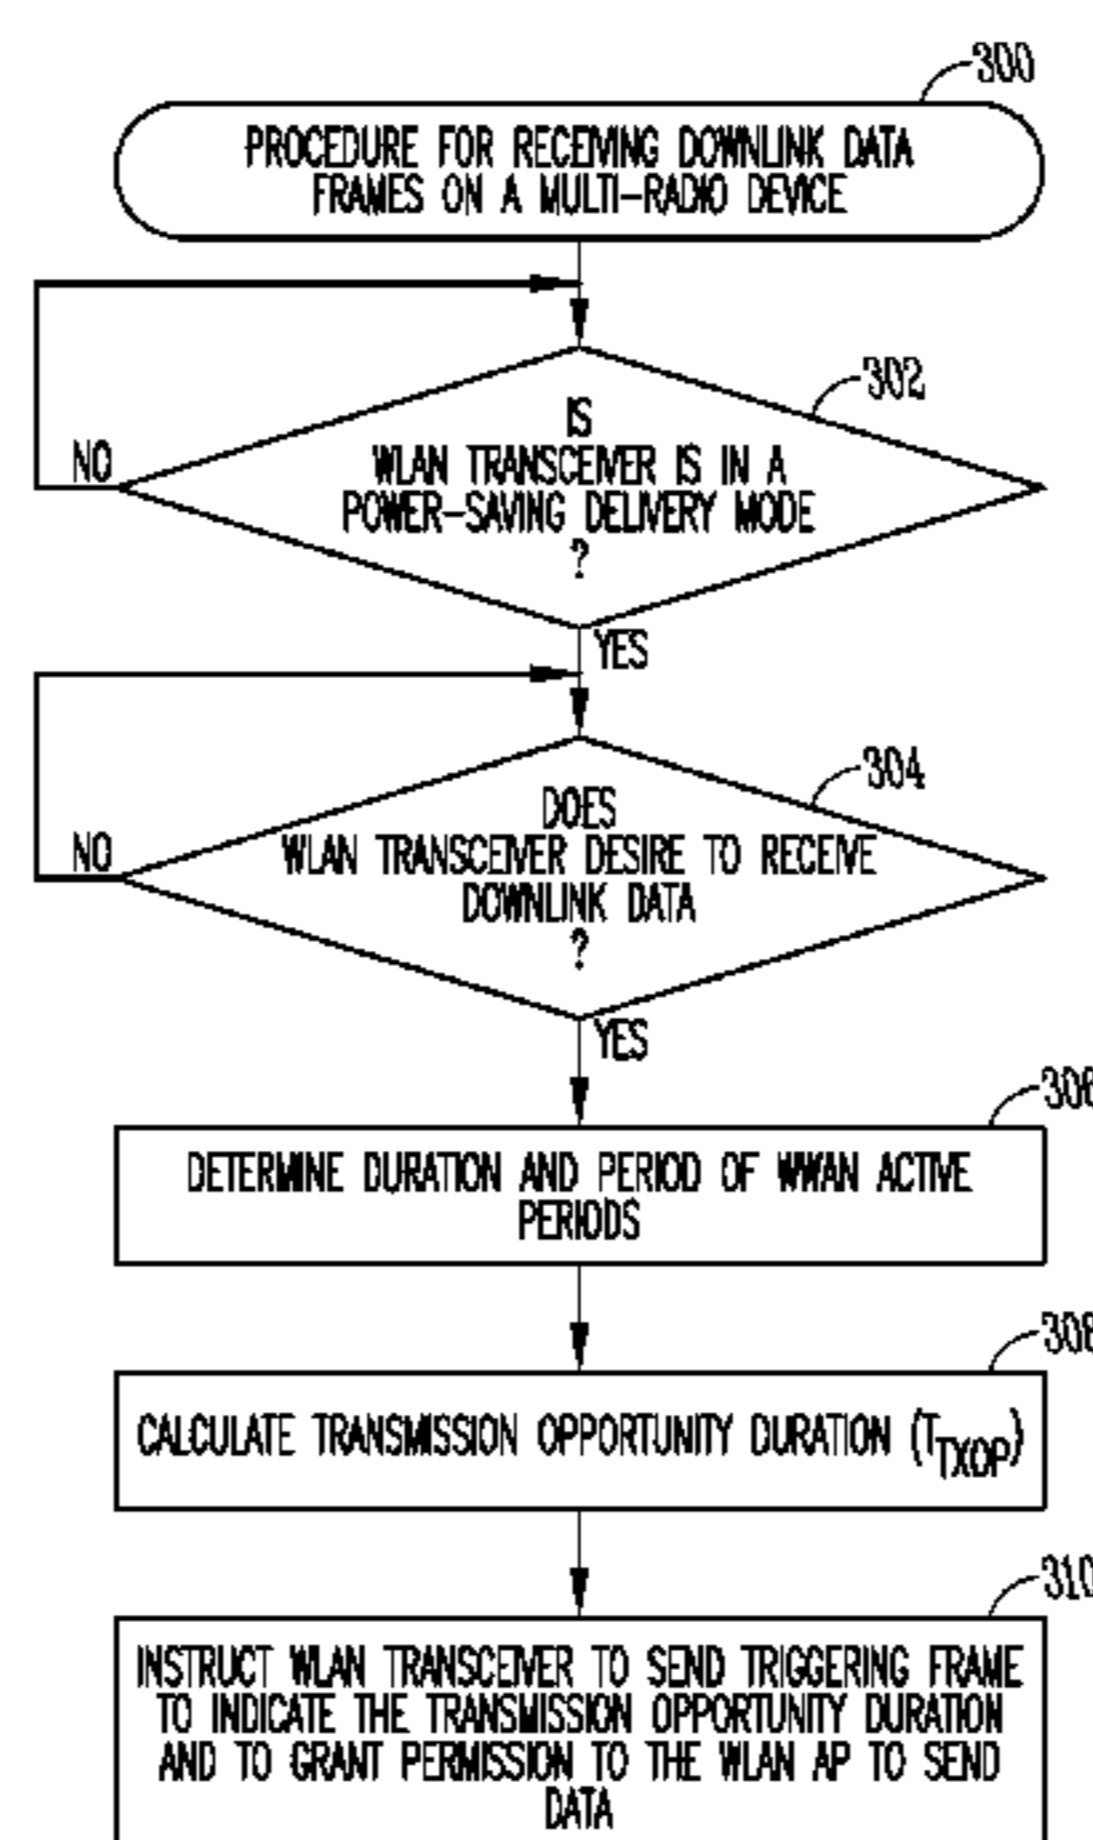 300
PROCEDURE FOR RECEIVING DOWNLINK DATA
FRAMES ON A MULTI-RADIO DEVICE
302
IS
WLAN TRANSCEIVER IS IN A
POWER-SAVING DELIVERY MODE
?
NO
YES
304
DOES
WLAN TRANSCEIVER DESIRE TO RECEIVE
DOWNLINK DATA
?
NO
YES
306
DETERMINE DURATION AND PERIOD OF WWAN ACTIVE
PERIODS
308
CALCULATE TRANSMISSION OPPORTUNITY DURATION (TTXOP)
310
INSTRUCT WLAN TRANSCEIVER TO SEND TRIGGERING FRAME
TO INDICATE THE TRANSMISSION OPPORTUNITY DURATION
AND TO GRANT PERMISSION TO THE WLAN AP TO SEND
DATA